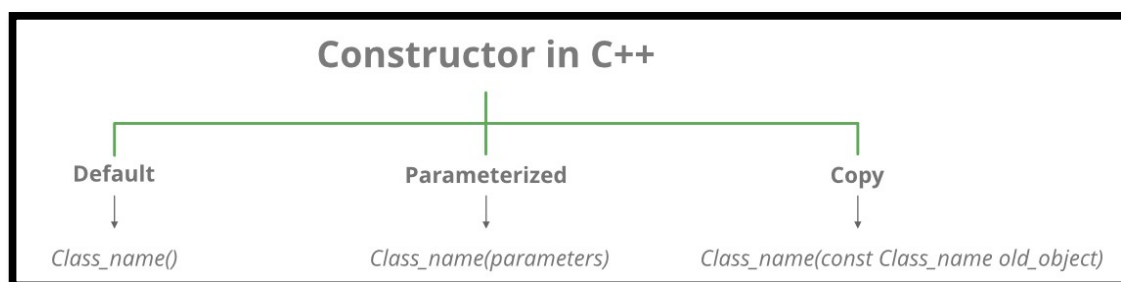 Constructor in C++
Default Parameterized Copy
Class_name() Class_name(parameters) Class_name(const Class_name old_object)